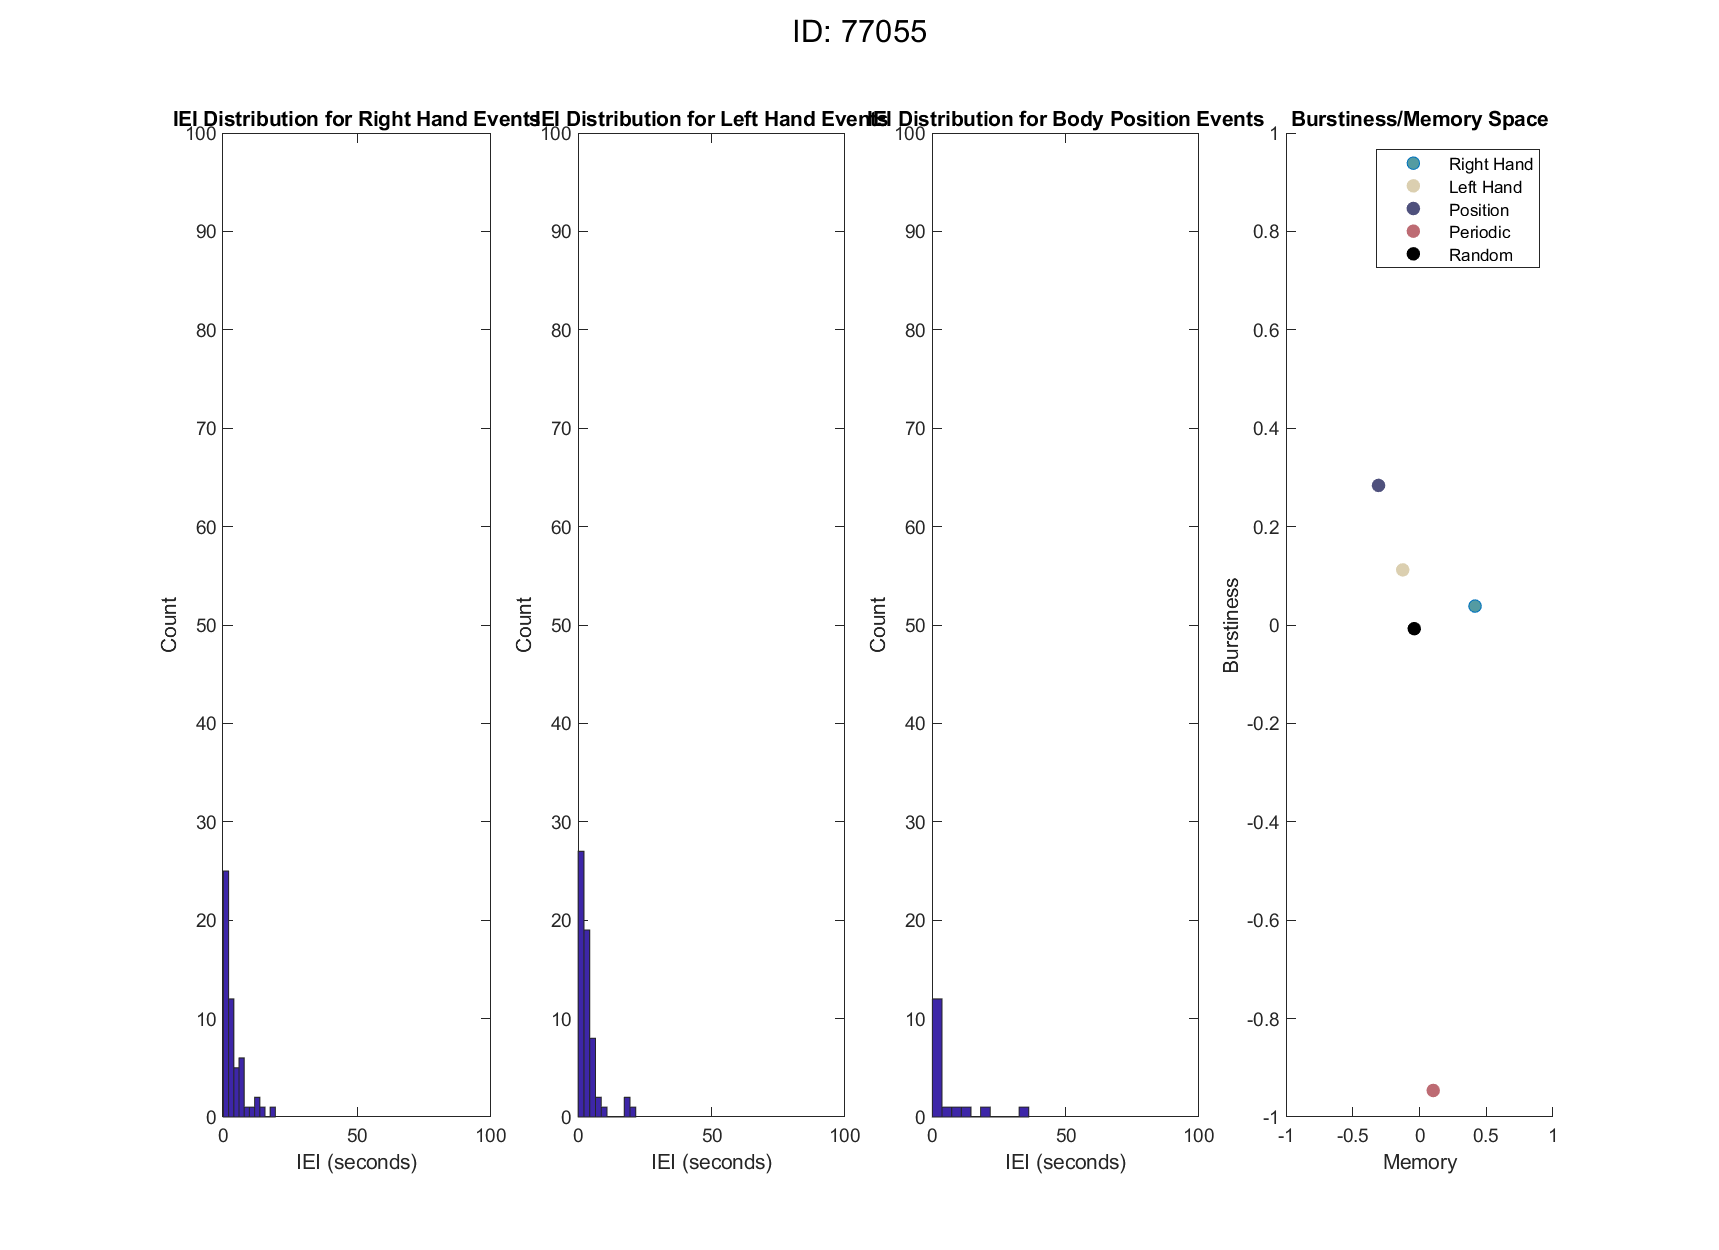 ID: 77055
IEI Distribution for Right Hand Events
100
90
80
70
60
50
40
30
20
10
0
Count
0 50 100
IEI (seconds)
IEI Distribution for Left Hand Events
100
90
80
70
60
50
40
30
20
10
0
Count
0 50 100
IEI (seconds)
IEI Distribution for Body Position Events
100
90
80
70
60
50
40
30
20
10
0
Count
0 50 100
IEI (seconds)
Burstiness/Memory Space
1
0.8
0.6
0.4
0.2
0
-0.2
-0.4
-0.6
-0.8
-1
Burstiness
Right Hand
Left Hand
Position
Periodic
Random
-1 -0.5 0 0.5 1
Memory